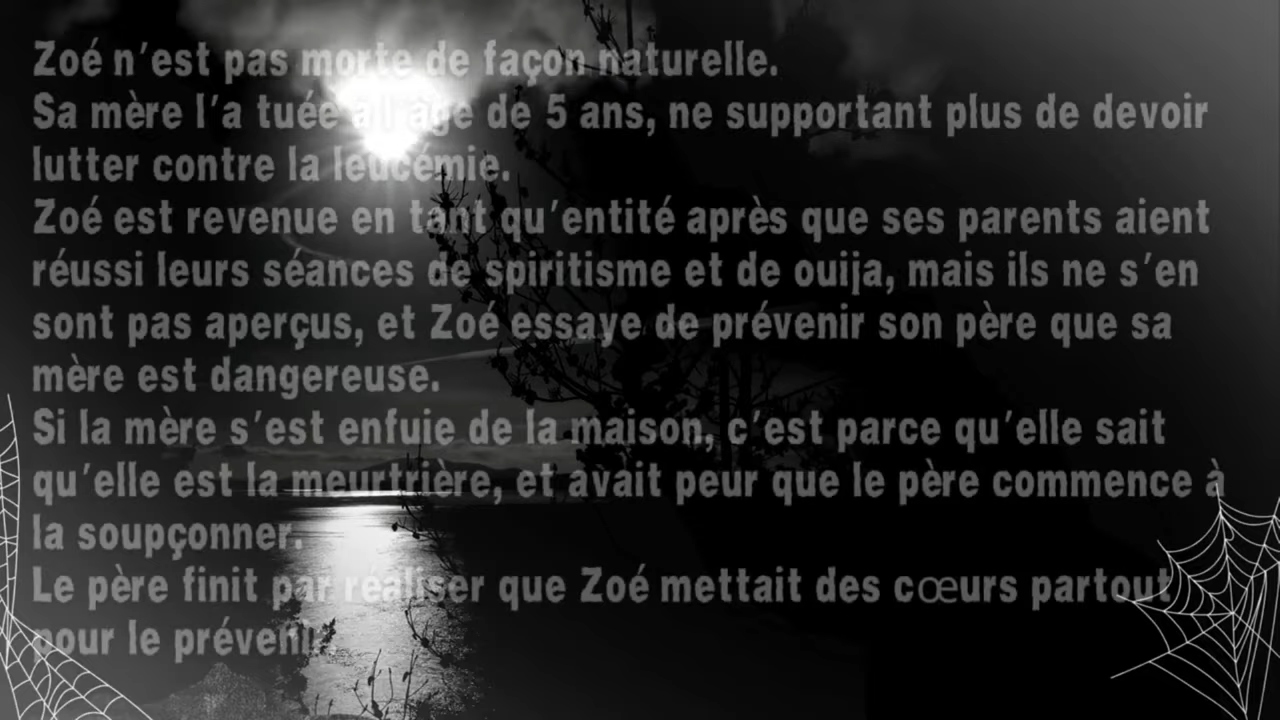 Zoé n'est pas morte de façon naturelle.
Sa mère l'a tuée à l'âge de 5 ans, ne supportant plus de devoir
lutter contre la leucémie.
Zoé est revenue en tant qu'entité après que ses parents aient
réussi leurs séances de spiritisme et de ouija, mais ils ne s'en
sont pas aperçus, et Zoé essaye de prévenir son père que sa
mère est dangereuse.
Si la mère s'est enfuie de la maison, c'est parce qu'elle sait
qu'elle est la meurtrière, et avait peur que le père commence à
la soupçonner.
Le père finit par réaliser que Zoé mettait des cœurs partout
pour le prévenir.